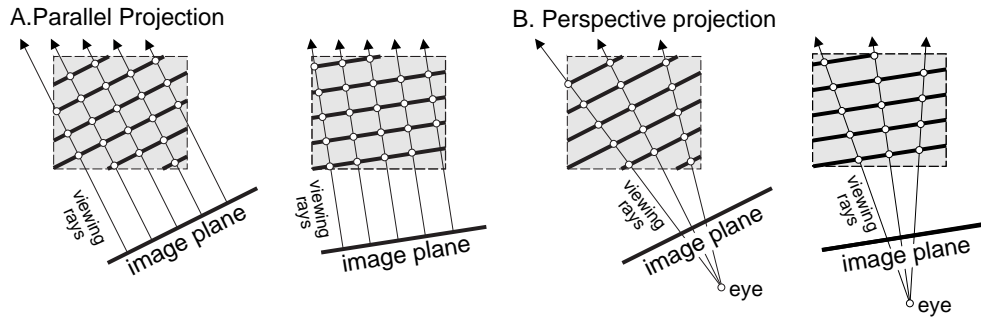 A.Parallel Projection
viewing
rays
image plane
viewing
rays
image plane
B. Perspective projection
viewing
rays
image plane
eye
viewing
rays
image plane
eye